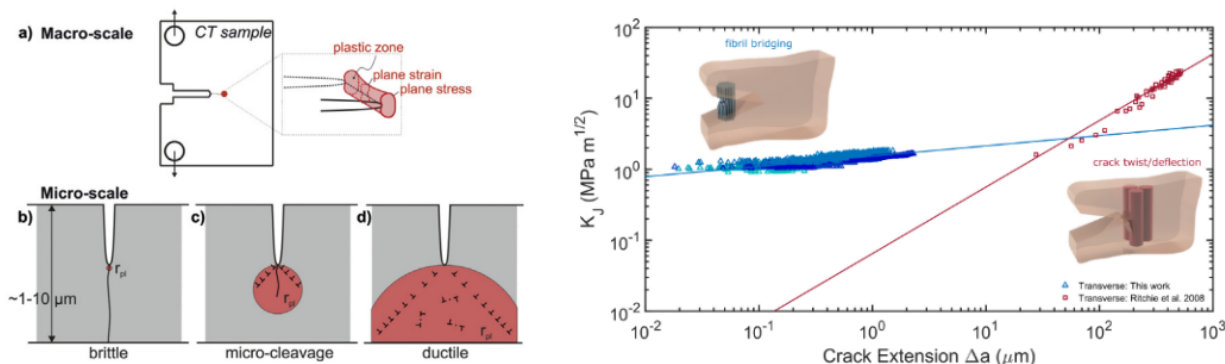 a) Macro-scale
CT sample
plastic zone
plane strain
plane stress
Micro-scale
b)
c)
d)
r_pl
r_pl
r_pl
~1-10 µm
brittle
micro-cleavage
ductile
fibril bridging
crack twist/deflection
K_J (MPa m^1/2)
10^2
10^1
10^0
10^-1
10^-2
Transverse: This work
Transverse: Ritchie et al. 2008
10^-2 10^-1 10^0 10^1 10^2 10^3
Crack Extension Δa (µm)